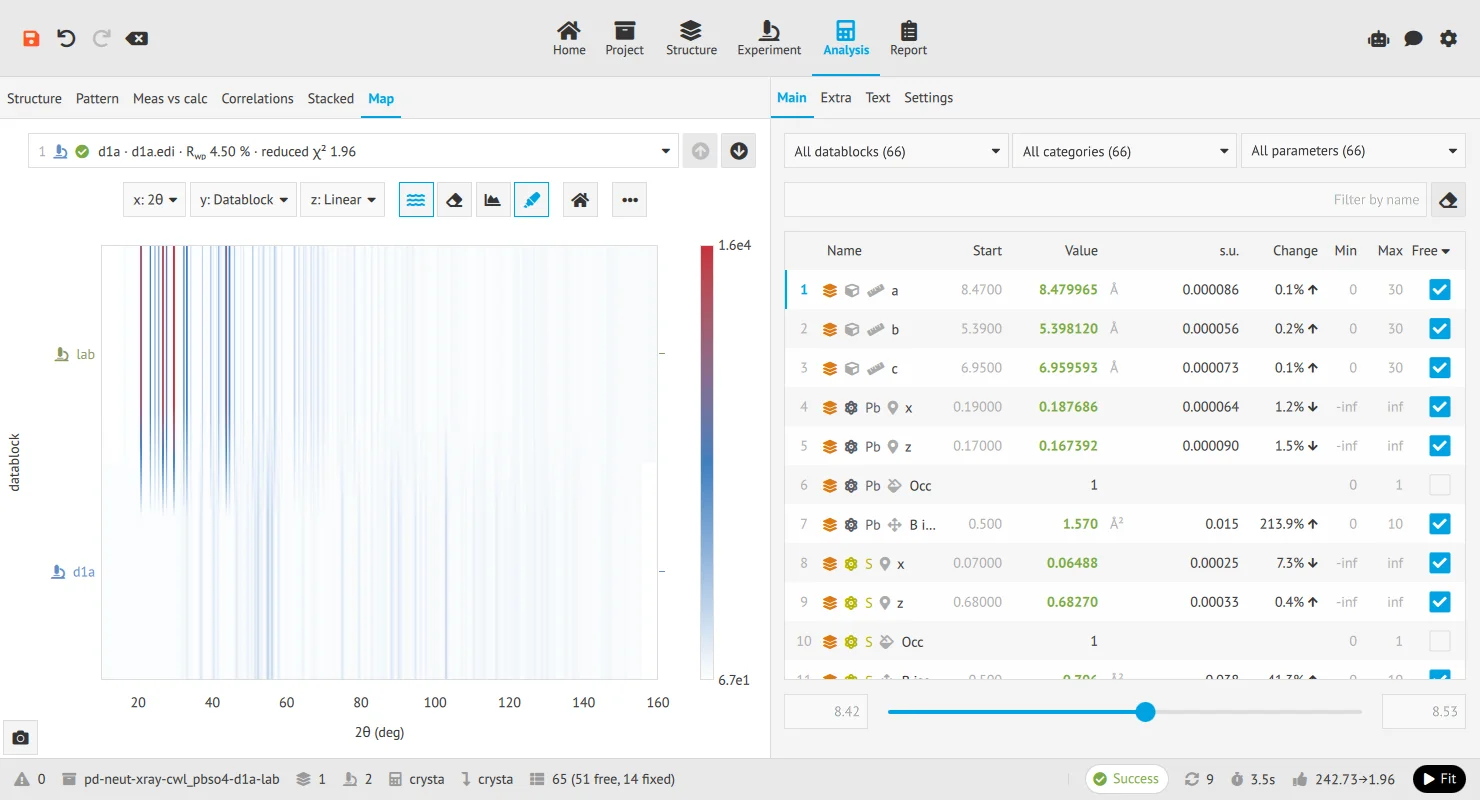 Home Project Structure Experiment Analysis Report
Structure Pattern Meas vs calc Correlations Stacked Map
Main Extra Text Settings
1 d1a · d1a.edi · Rwp 4.50 % · reduced χ² 1.96
All datablocks (66) All categories (66) All parameters (66)
x: 2θ y: Datablock z: Linear
Filter by name
1.6e4
lab
d1a
datablock
6.7e1
20 40 60 80 100 120 140 160
2θ (deg)
Name Start Value s.u. Change Min Max Free
1 a 8.4700 8.479965 Å 0.000086 0.1% 0 30
2 b 5.3900 5.398120 Å 0.000056 0.2% 0 30
3 c 6.9500 6.959593 Å 0.000073 0.1% 0 30
4 Pb x 0.19000 0.187686 0.000064 1.2% -inf inf
5 Pb z 0.17000 0.167392 0.000090 1.5% -inf inf
6 Pb Occ 1 0 1
7 Pb B i... 0.500 1.570 Å² 0.015 213.9% 0 10
8 S x 0.07000 0.06488 0.00025 7.3% -inf inf
9 S z 0.68000 0.68270 0.00033 0.4% -inf inf
10 S Occ 1 0 1
8.42 8.53
0 pd-neut-xray-cwl_pbso4-d1a-lab 1 2 crysta crysta 65 (51 free, 14 fixed) Success 9 3.5s 242.73→1.96 Fit